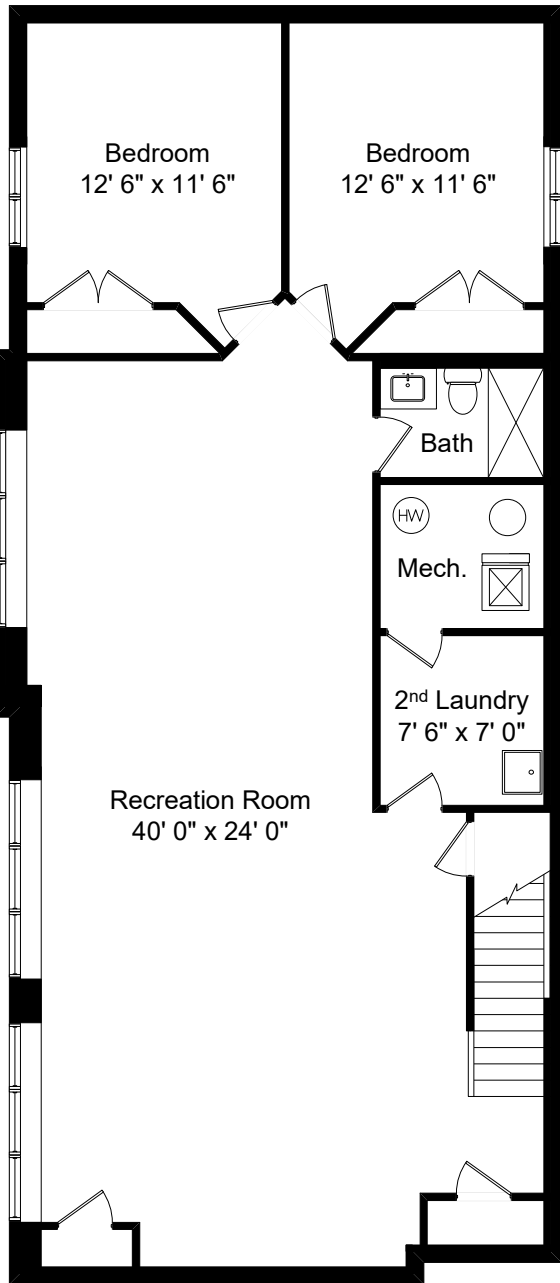 Bedroom
12' 6" x 11' 6"
Bedroom
12' 6" x 11' 6"
Bath
HW
Mech.
2nd Laundry
7' 6" x 7' 0"
Recreation Room
40' 0" x 24' 0"